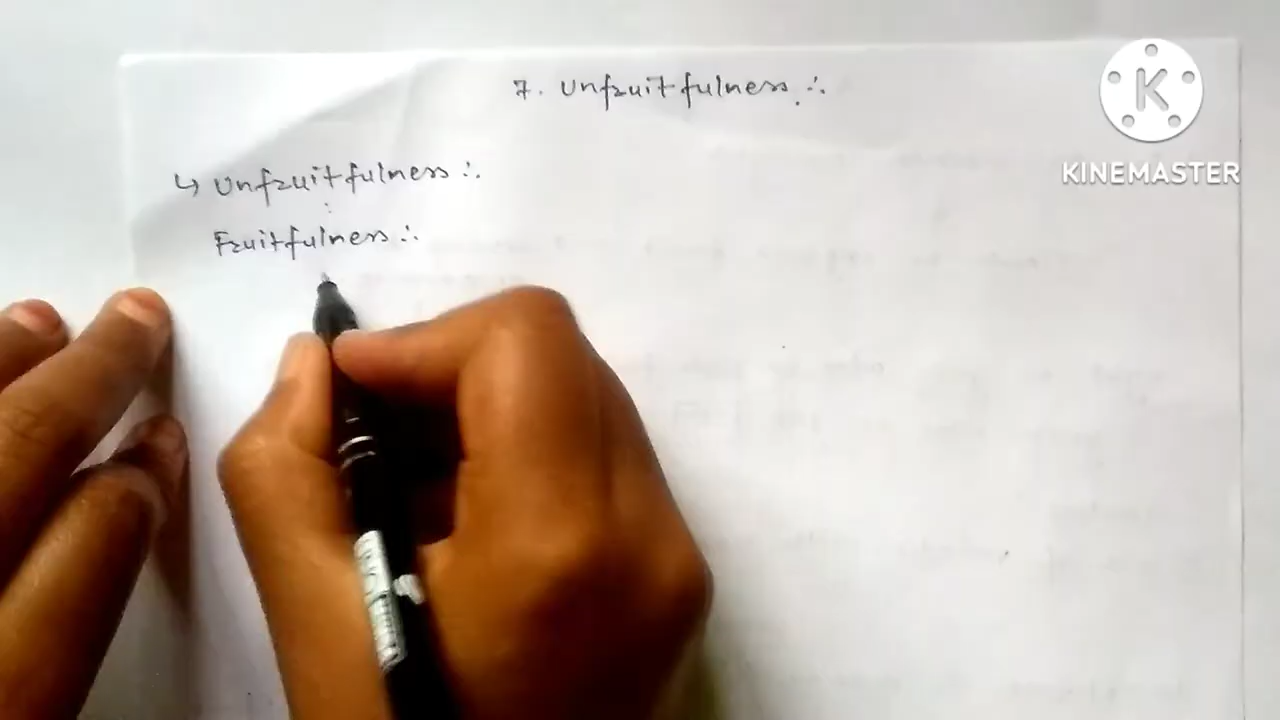 7. Unfruitfulness ∴
↳ Unfruitfulness ∴
Fruitfulness ∴
K
KINEMASTER